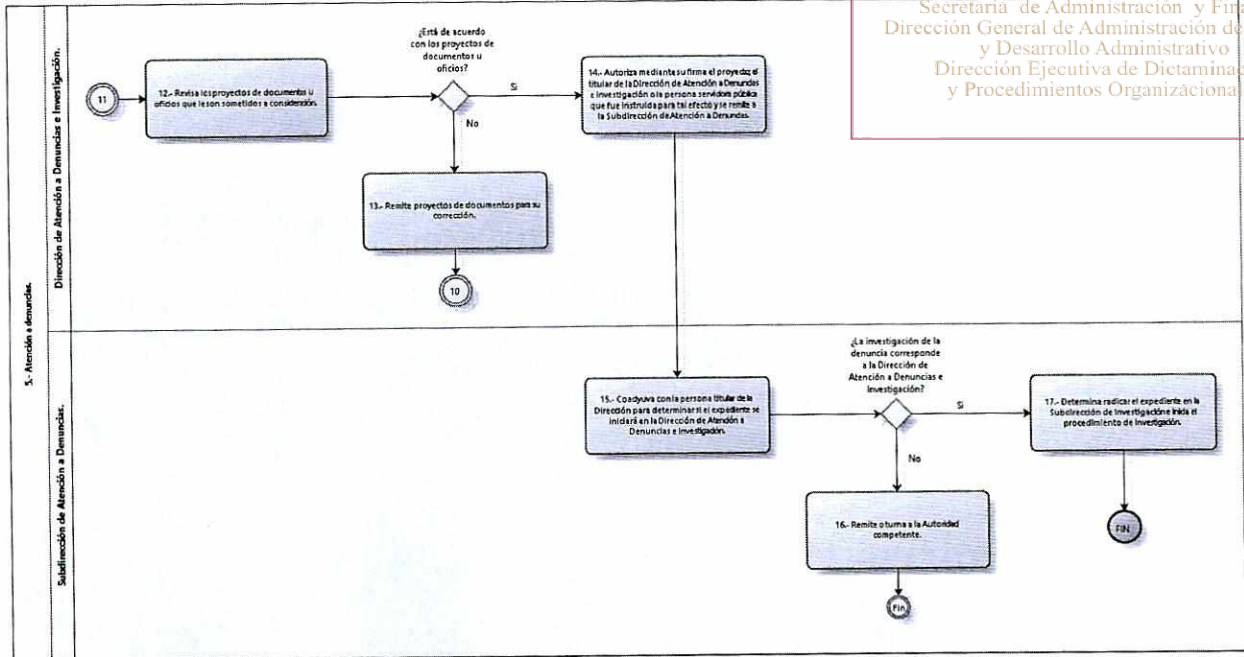 Secretaría de Administración y Fina
Dirección General de Administración de
y Desarrollo Administrativo
Dirección Ejecutiva de Dictaminac
y Procedimientos Organizacional
5.- Atención a denuncias.
Dirección de Atención a Denuncias e Investigación.
11
12.- Revisa los proyectos de documentos u
oficios que le son sometidos a consideración.
¿Está de acuerdo
con los proyectos de
documentos u
oficios?
Si
No
13.- Remite proyectos de documentos para su
corrección.
10
14.- Autoriza mediante su firma el proyecto; el
titular de la Dirección de Atención a Denuncias
e Investigación o la persona servidora pública
que fue instruida para tal efecto y se remite a
la Subdirección de Atención a Denuncias.
Subdirección de Atención a Denuncias.
15.- Coadyuva con la persona titular de la
Dirección para determinar si el expediente se
iniciará en la Dirección de Atención a
Denuncias e Investigación.
¿La investigación de la
denuncia corresponde
a la Dirección de
Atención a Denuncias e
Investigación?
Si
No
16.- Remite o turna a la Autoridad
competente.
Fin
17.- Determina radicar el expediente en la
Subdirección de Investigación e inicia el
procedimiento de investigación.
FIN